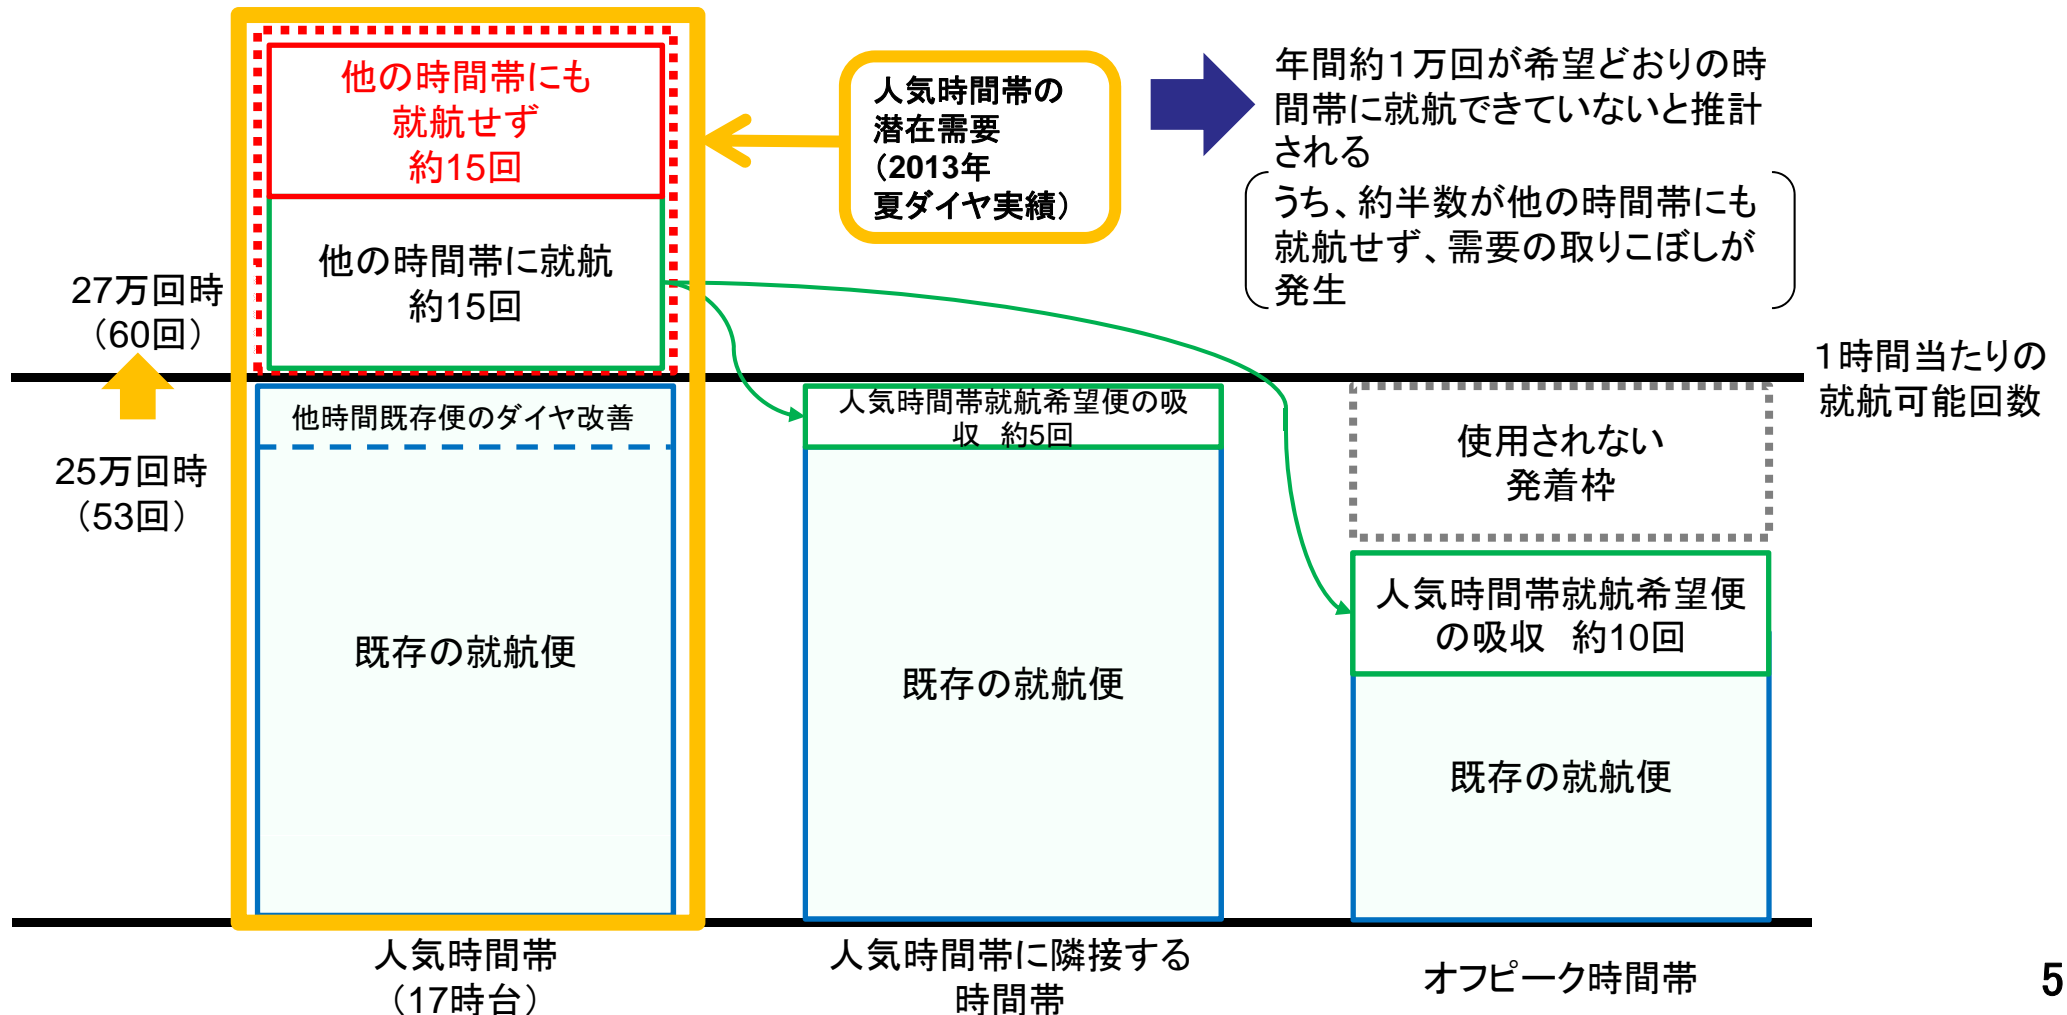 他の時間帯にも
就航せず
約15回
他の時間帯に就航
約15回
人気時間帯の
潜在需要
（2013年
夏ダイヤ実績）
年間約１万回が希望どおりの時
間帯に就航できていないと推計
される
うち、約半数が他の時間帯にも
就航せず、需要の取りこぼしが
発生
27万回時
（60回）
25万回時
（53回）
１時間当たりの
就航可能回数
他時間既存便のダイヤ改善
既存の就航便
人気時間帯就航希望便の吸
収　約5回
既存の就航便
使用されない
発着枠
人気時間帯就航希望便
の吸収　約10回
既存の就航便
人気時間帯
（17時台）
人気時間帯に隣接する
時間帯
オフピーク時間帯
5